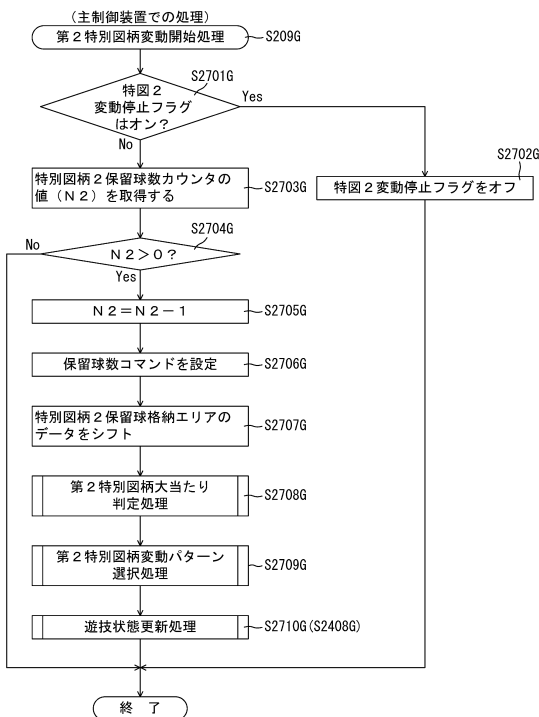 (主制御装置での処理)
第2特別図柄変動開始処理
S209G
S2701G
特図2
変動停止フラグ
はオン?
Yes
No
S2702G
特図2変動停止フラグをオフ
特別図柄2保留球数カウンタの
値(N2)を取得する
S2703G
S2704G
No
N2>0?
Yes
N2=N2-1
S2705G
保留球数コマンドを設定
S2706G
特別図柄2保留球格納エリアの
データをシフト
S2707G
第2特別図柄大当たり
判定処理
S2708G
第2特別図柄変動パターン
選択処理
S2709G
遊技状態更新処理
S2710G(S2408G)
終 了